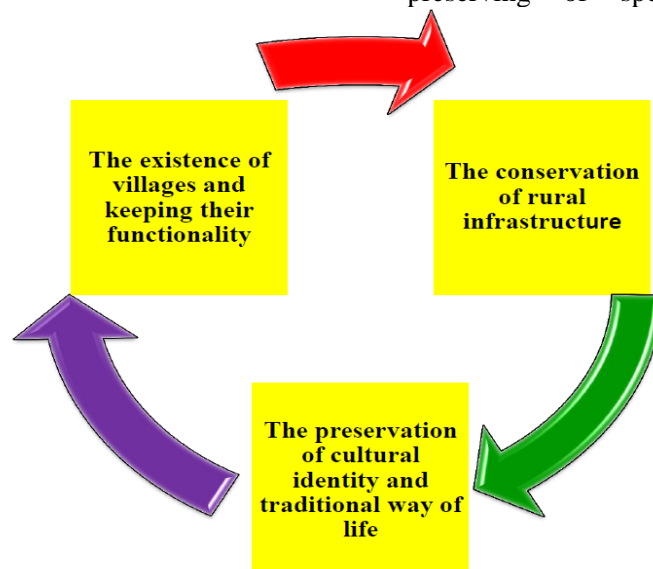 preserving of
The existence of
villages and
keeping their
functionality
The conservation
of rural
infrastructure
The preservation
of cultural
identity and
traditional way of
life